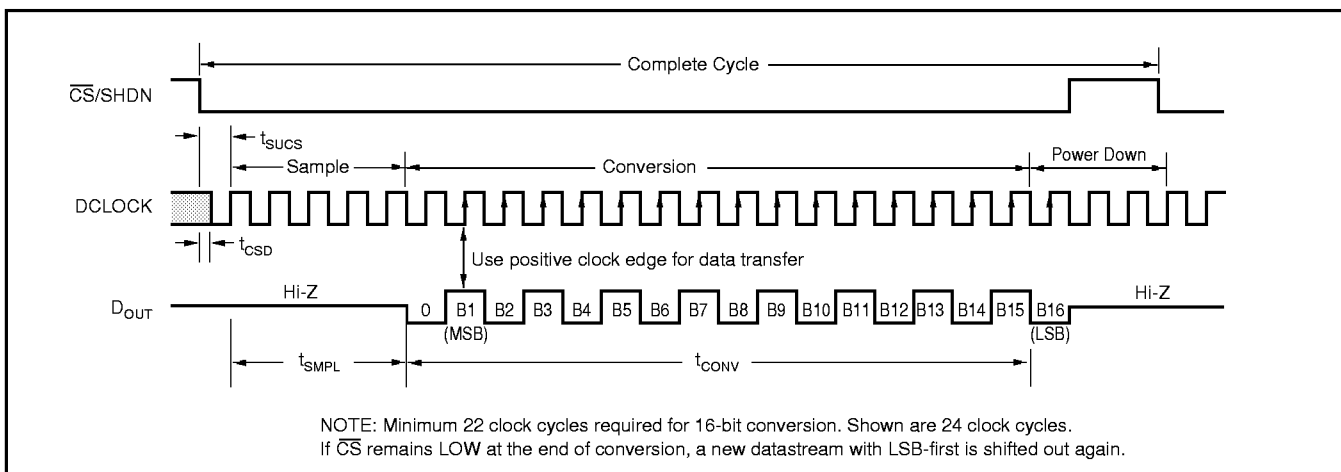 Complete Cycle
CS/SHDN
tSUCS
Sample
Conversion
Power Down
DCLOCK
tCSD
Use positive clock edge for data transfer
Hi-Z
Hi-Z
DOUT
0 B1 B2 B3 B4 B5 B6 B7 B8 B9 B10 B11 B12 B13 B14 B15 B16
(MSB) (LSB)
tSMPL
tCONV
NOTE: Minimum 22 clock cycles required for 16-bit conversion. Shown are 24 clock cycles.
If CS remains LOW at the end of conversion, a new datastream with LSB-first is shifted out again.